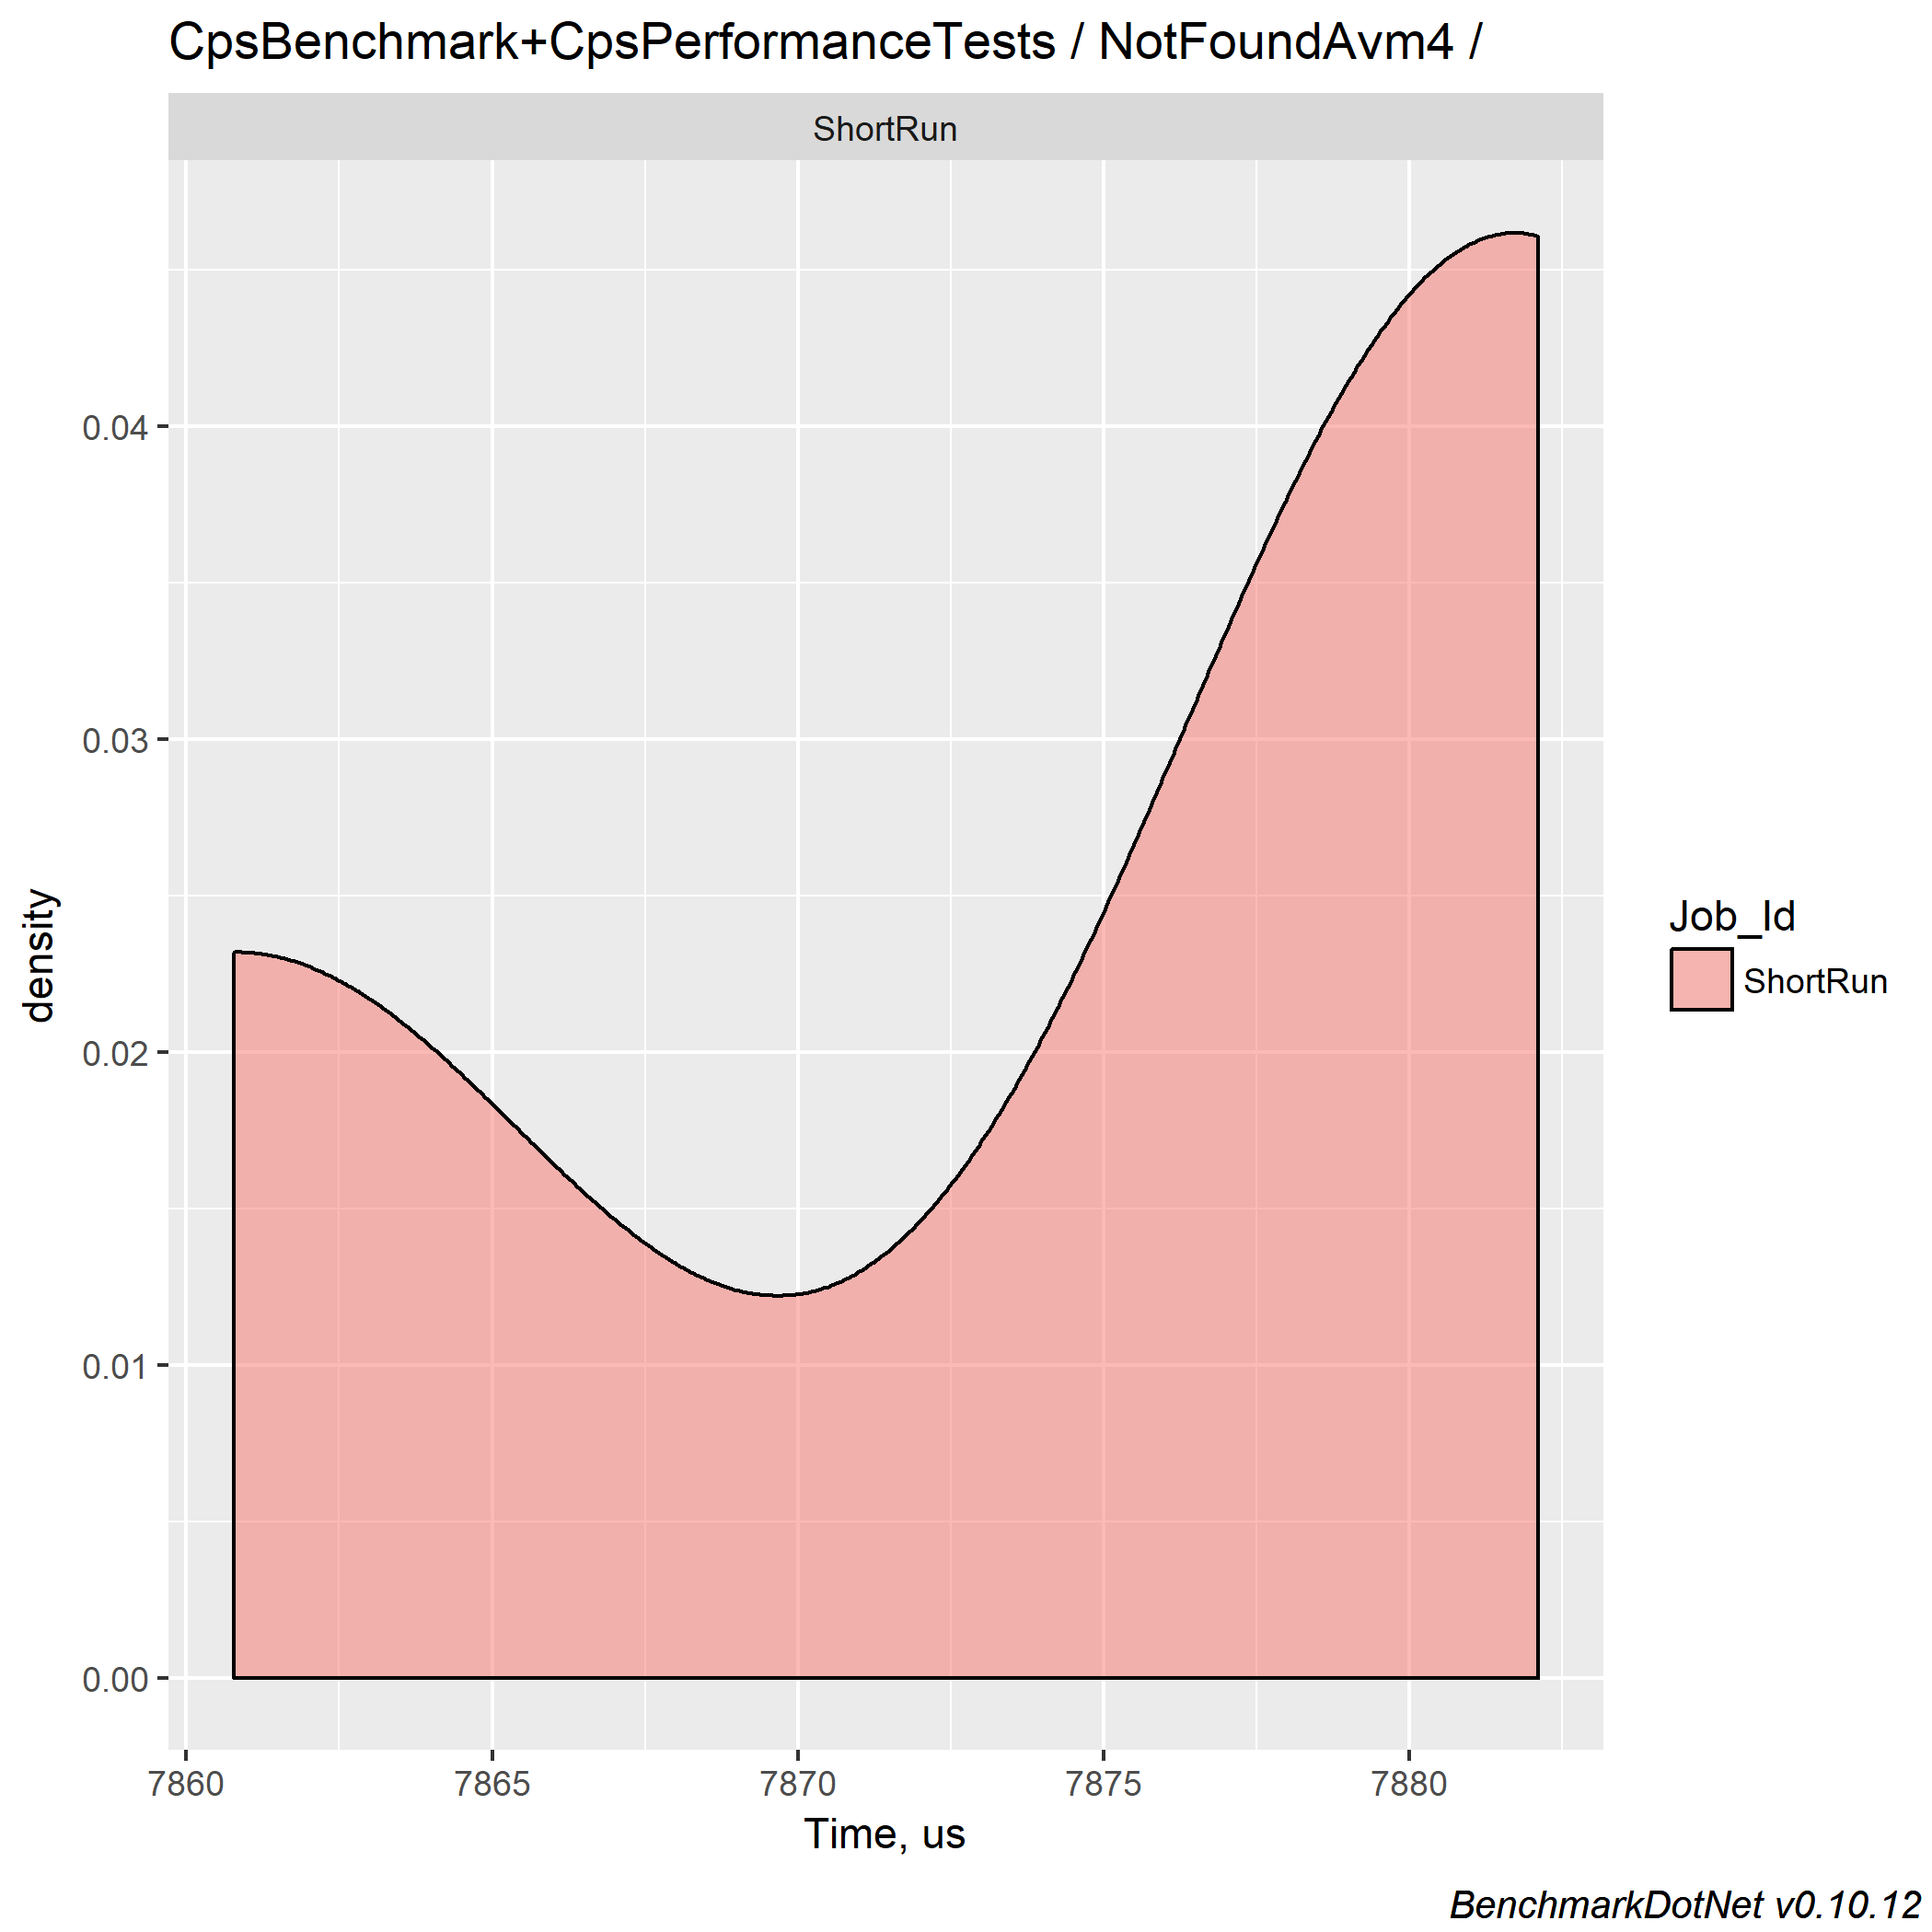 CpsBenchmark+CpsPerformanceTests / NotFoundAvm4 /
ShortRun
0.04
0.03
0.02
0.01
0.00
density
7860 7865 7870 7875 7880
Time, us
Job_Id
ShortRun
BenchmarkDotNet v0.10.12